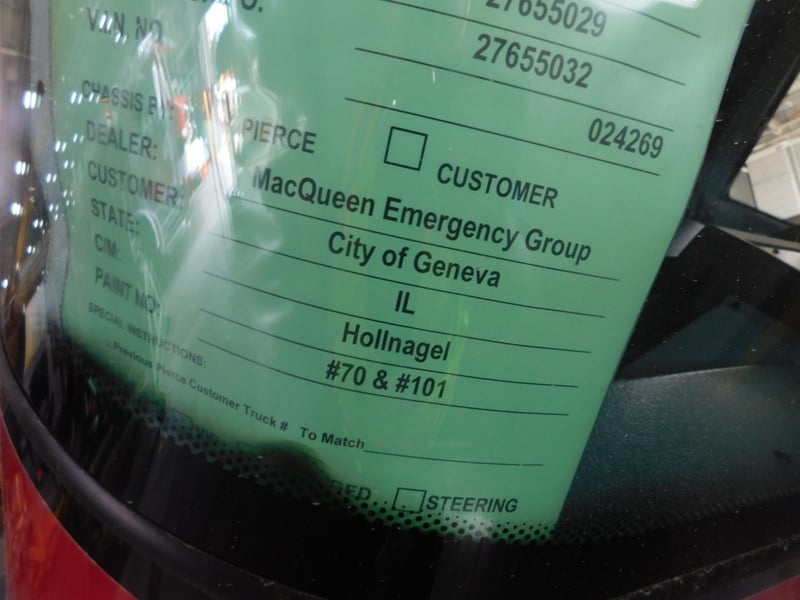 27655029
V.I.N. NO. 27655032
024269
CHASSIS BY: PIERCE ☐ CUSTOMER
DEALER: MacQueen Emergency Group
CUSTOMER: City of Geneva
STATE: IL
C/M: Hollnagel
PAINT NO: #70 & #101
SPECIAL INSTRUCTIONS:
Previous Pierce Customer Truck # To Match
☐ STEERING